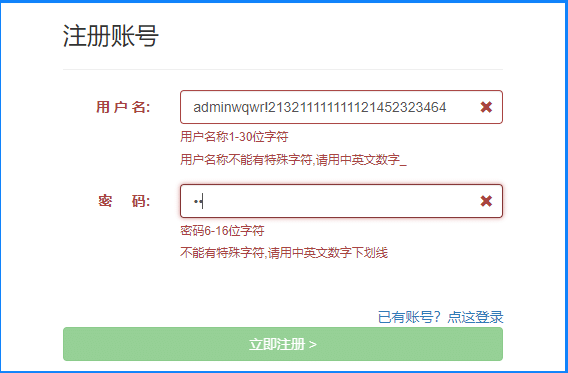 注册账号
用 户 名:
adminwqwr!213211111111121452323464
用户名称1-30位字符
用户名称不能有特殊字符,请用中英文数字_
密 码:
••
密码6-16位字符
不能有特殊字符,请用中英文数字下划线
已有账号？点这登录
立即注册 >